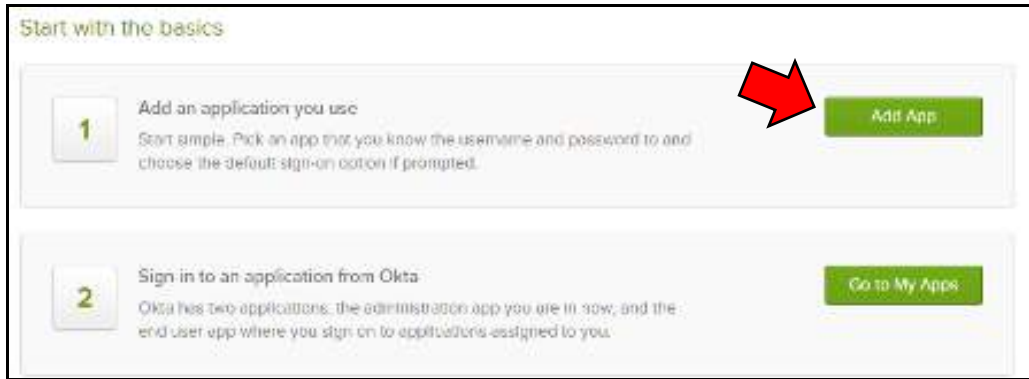 Start with the basics
1
Add an application you use
Add App
Start simple. Pick an app that you know the username and password to and
choose the default sign-on option if prompted.
2
Sign in to an application from Okta
Go to My Apps
Okta has two applications, the administration app you are in now, and the
end user app where you sign on to applications assigned to you.